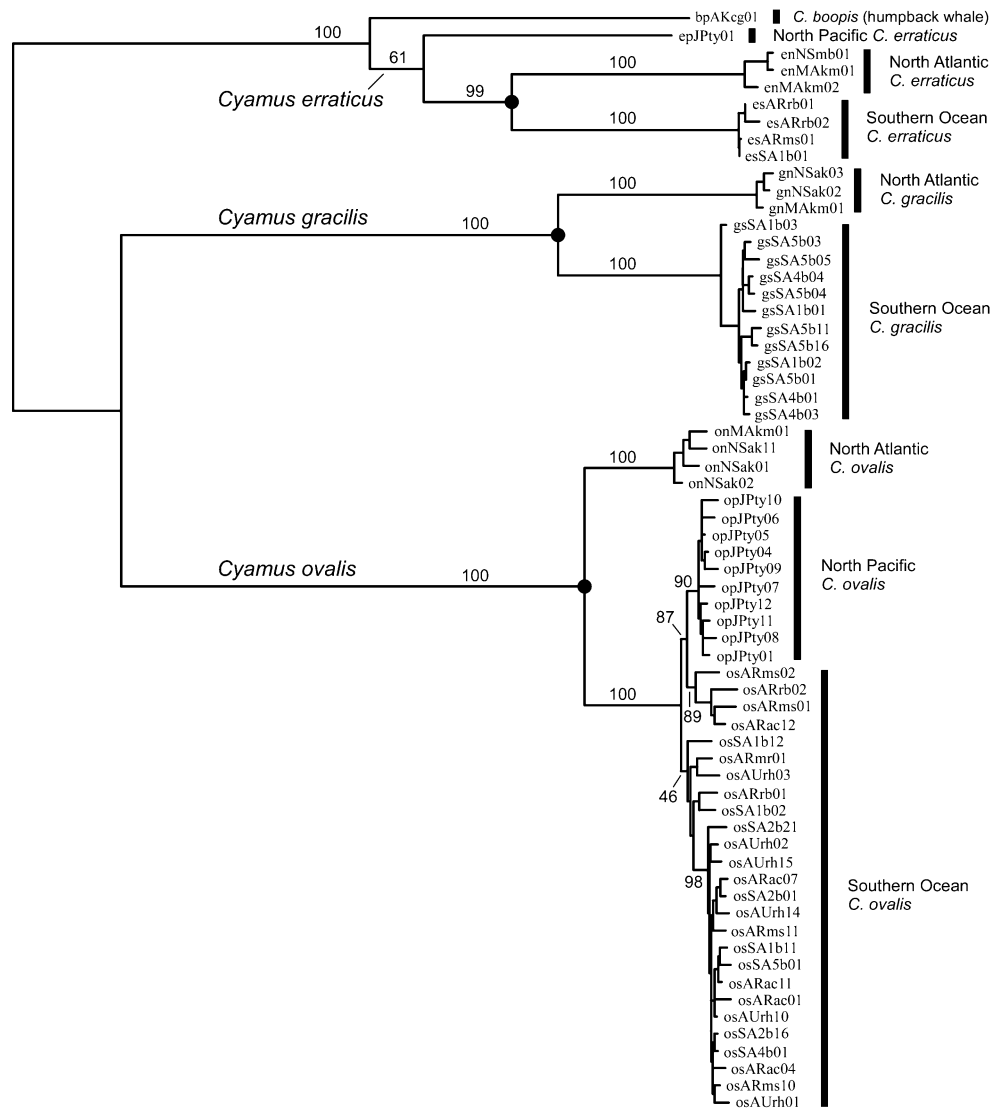 bpAKcg01
C. boopis (humpback whale)
100
epJPty01
North Pacific C. erraticus
61
enNSmb01
100
North Atlantic
C. erraticus
enMAkm01
enMAkm02
Cyamus erraticus
99
esARrb01
100
esARrb02
Southern Ocean
C. erraticus
esARms01
esSA1b01
gnNSak03
100
gnNSak02
North Atlantic
C. gracilis
gnMAkm01
Cyamus gracilis
100
gsSA1b03
gsSA5b03
100
gsSA5b05
gsSA4b04
gsSA5b04
gsSA1b01
Southern Ocean
C. gracilis
gsSA5b11
gsSA5b16
gsSA1b02
gsSA5b01
gsSA4b01
gsSA4b03
onMAkm01
onNSak11
North Atlantic
C. ovalis
100
onNSak01
onNSak02
opJPty10
opJPty06
opJPty05
opJPty04
opJPty09
North Pacific
C. ovalis
Cyamus ovalis
100
90
opJPty07
opJPty12
87
opJPty11
opJPty08
opJPty01
osARms02
100
osARrb02
osARms01
89
osARac12
osSA1b12
osARmr01
osAUrh03
46
osARrb01
osSA1b02
osSA2b21
osAUrh02
osAUrh15
98
osARac07
osSA2b01
Southern Ocean
C. ovalis
osAUrh14
osARms11
osSA1b11
osSA5b01
osARac11
osARac01
osAUrh10
osSA2b16
osSA4b01
osARac04
osARms10
osAUrh01